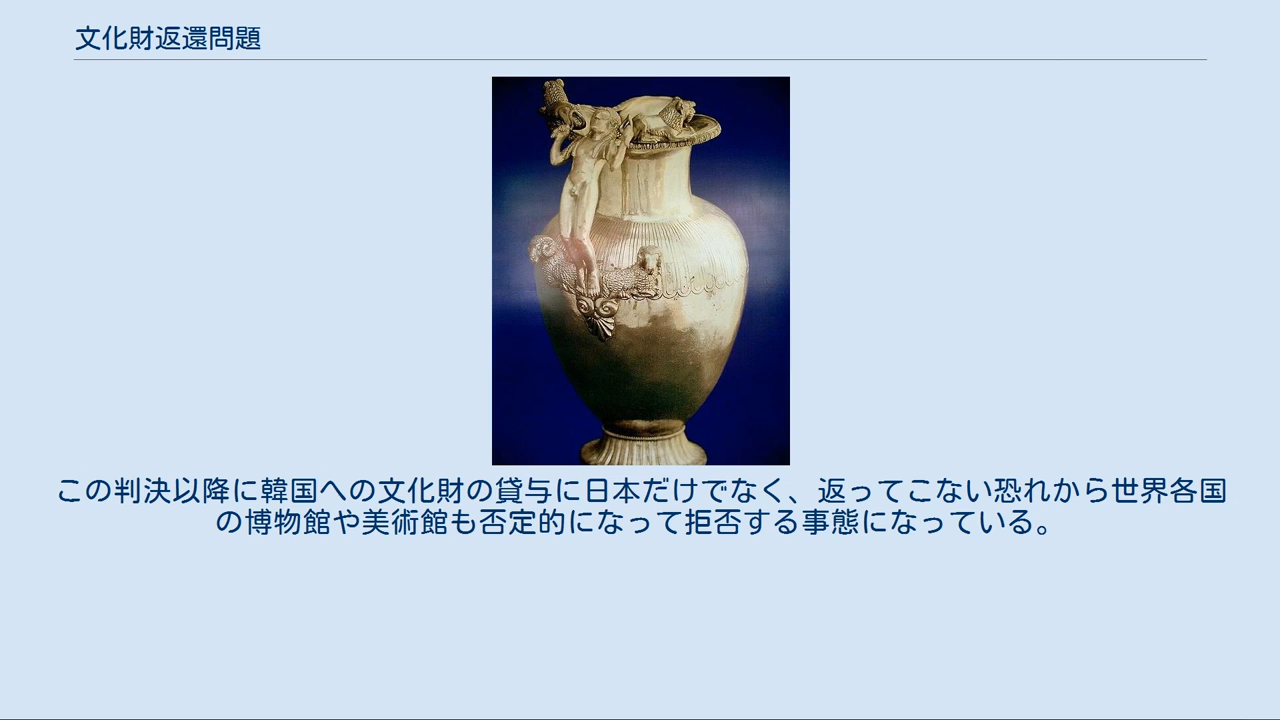 文化財返還問題
この判決以降に韓国への文化財の貸与に日本だけでなく、返ってこない恐れから世界各国
の博物館や美術館も否定的になって拒否する事態になっている。